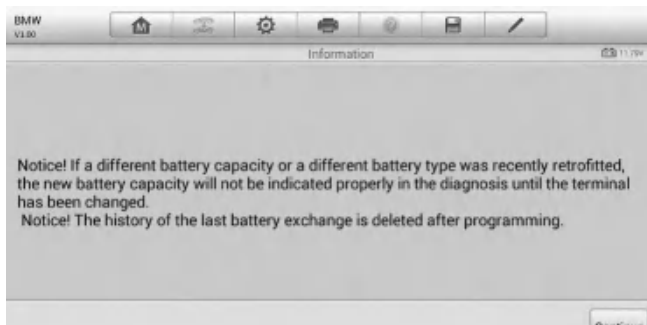 BMW
V1.00
M
Information
11.79V
Notice! If a different battery capacity or a different battery type was recently retrofitted,
the new battery capacity will not be indicated properly in the diagnosis until the terminal
has been changed.
Notice! The history of the last battery exchange is deleted after programming.